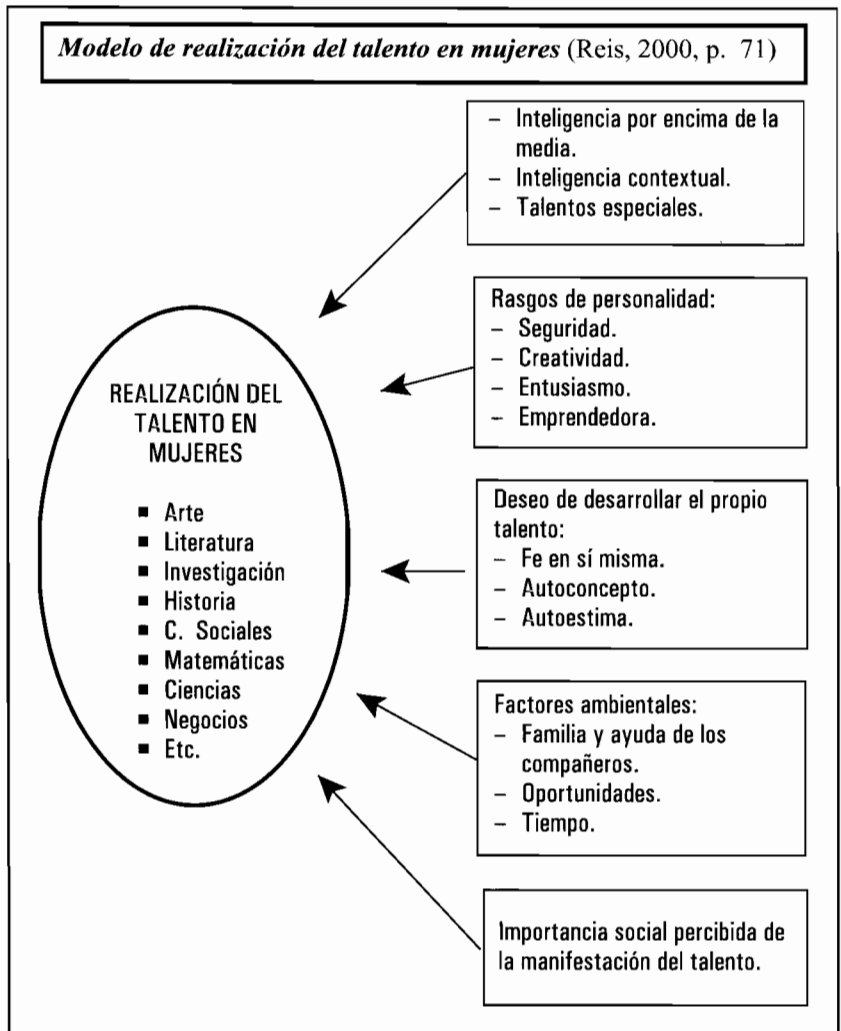 Modelo de realización del talento en mujeres (Reis, 2000, p. 71)
– Inteligencia por encima de la
media.
– Inteligencia contextual.
– Talentos especiales.
Rasgos de personalidad:
– Seguridad.
– Creatividad.
– Entusiasmo.
– Emprendedora.
REALIZACIÓN DEL
TALENTO EN
MUJERES
▪ Arte
▪ Literatura
▪ Investigación
▪ Historia
▪ C. Sociales
▪ Matemáticas
▪ Ciencias
▪ Negocios
▪ Etc.
Deseo de desarrollar el propio
talento:
– Fe en sí misma.
– Autoconcepto.
– Autoestima.
Factores ambientales:
– Familia y ayuda de los
compañeros.
– Oportunidades.
– Tiempo.
Importancia social percibida de
la manifestación del talento.